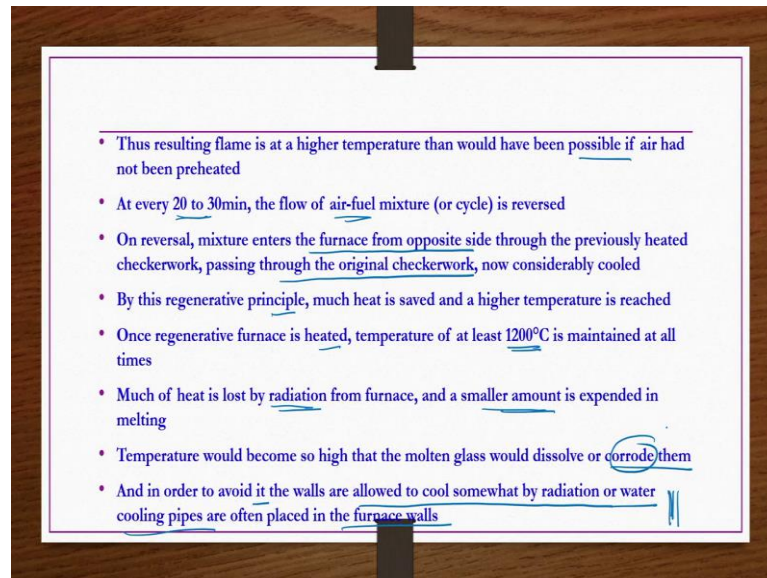 • Thus resulting flame is at a higher temperature than would have been possible if air had
not been preheated
• At every 20 to 30min, the flow of air-fuel mixture (or cycle) is reversed
• On reversal, mixture enters the furnace from opposite side through the previously heated
checkerwork, passing through the original checkerwork, now considerably cooled
• By this regenerative principle, much heat is saved and a higher temperature is reached
• Once regenerative furnace is heated, temperature of at least 1200°C is maintained at all
times
• Much of heat is lost by radiation from furnace, and a smaller amount is expended in
melting
• Temperature would become so high that the molten glass would dissolve or corrode them
• And in order to avoid it the walls are allowed to cool somewhat by radiation or water
cooling pipes are often placed in the furnace walls